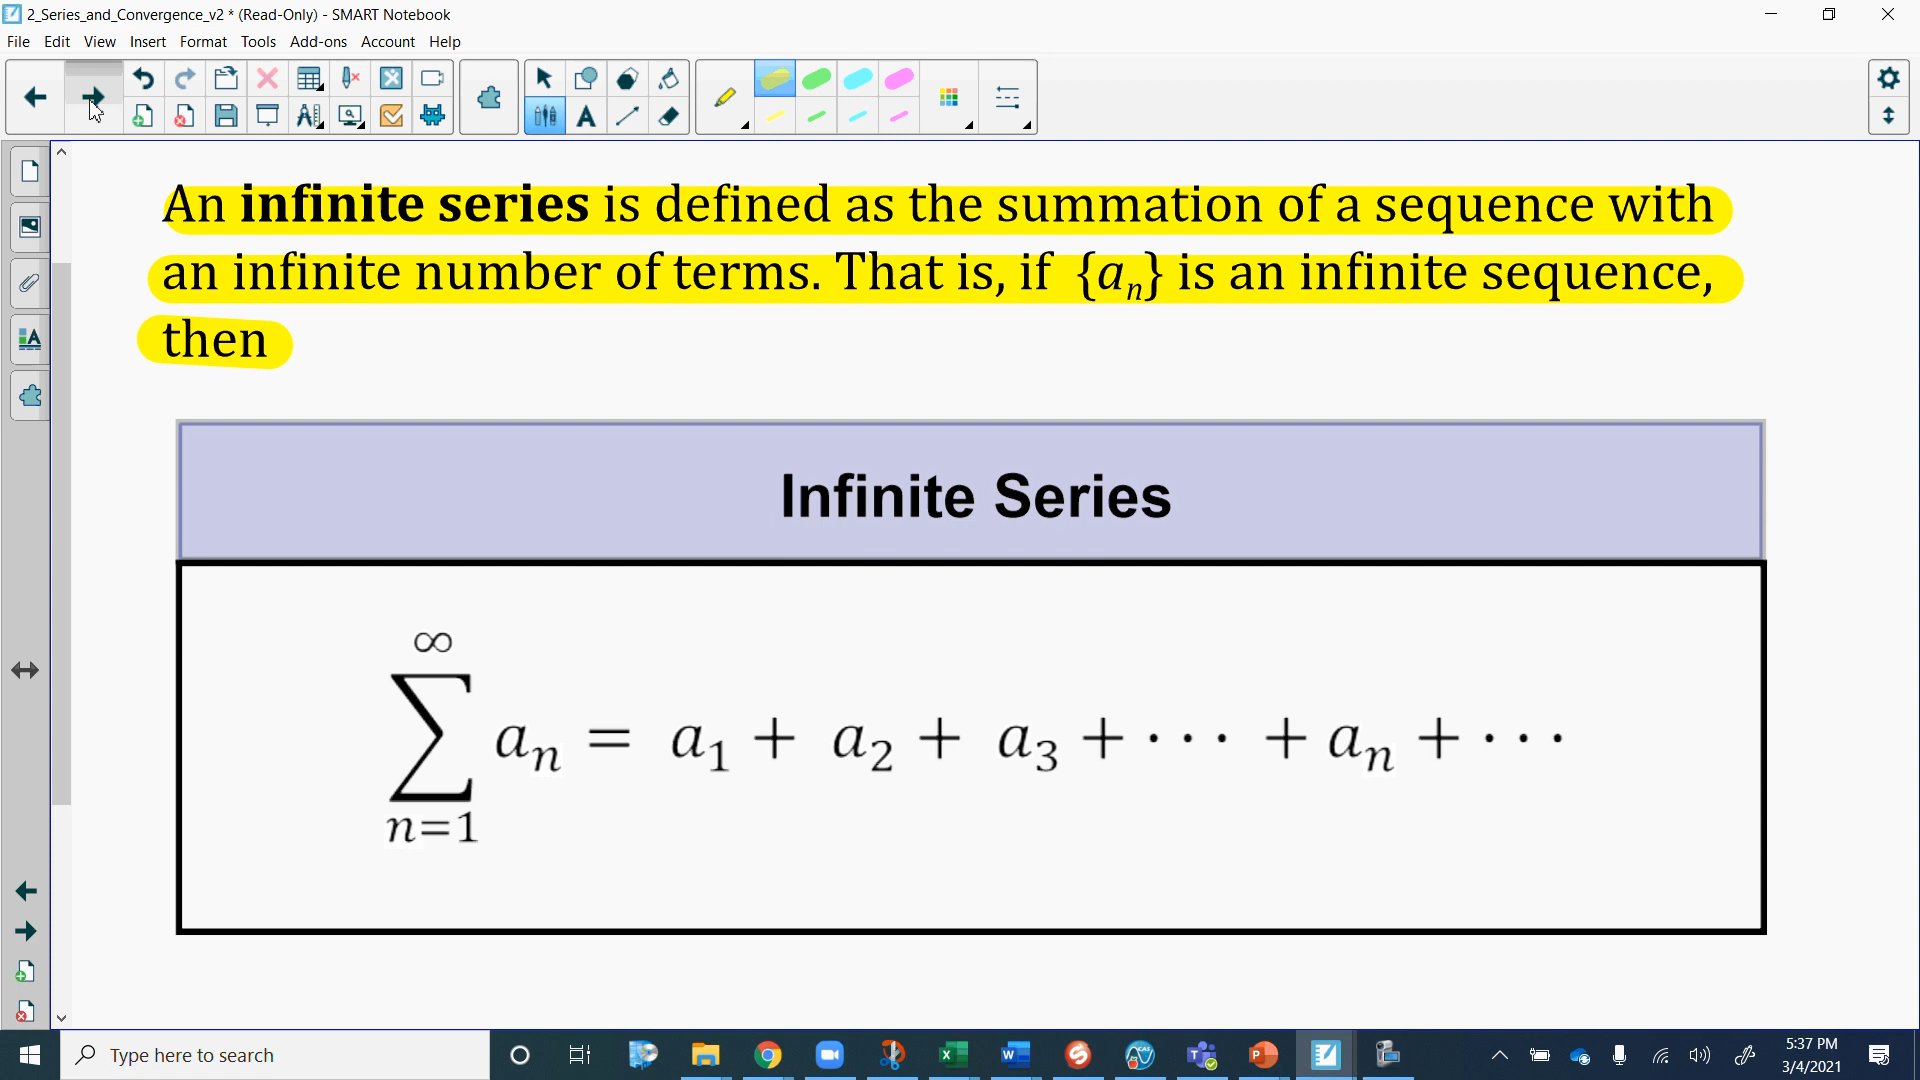 2_Series_and_Convergence_v2 * (Read-Only) - SMART Notebook
File Edit View Insert Format Tools Add-ons Account Help
An infinite series is defined as the summation of a sequence with
an infinite number of terms. That is, if {aₙ} is an infinite sequence,
then
Infinite Series
∞
∑ aₙ = a₁ + a₂ + a₃ + · · · + aₙ + · · ·
n=1
Type here to search
5:37 PM
3/4/2021